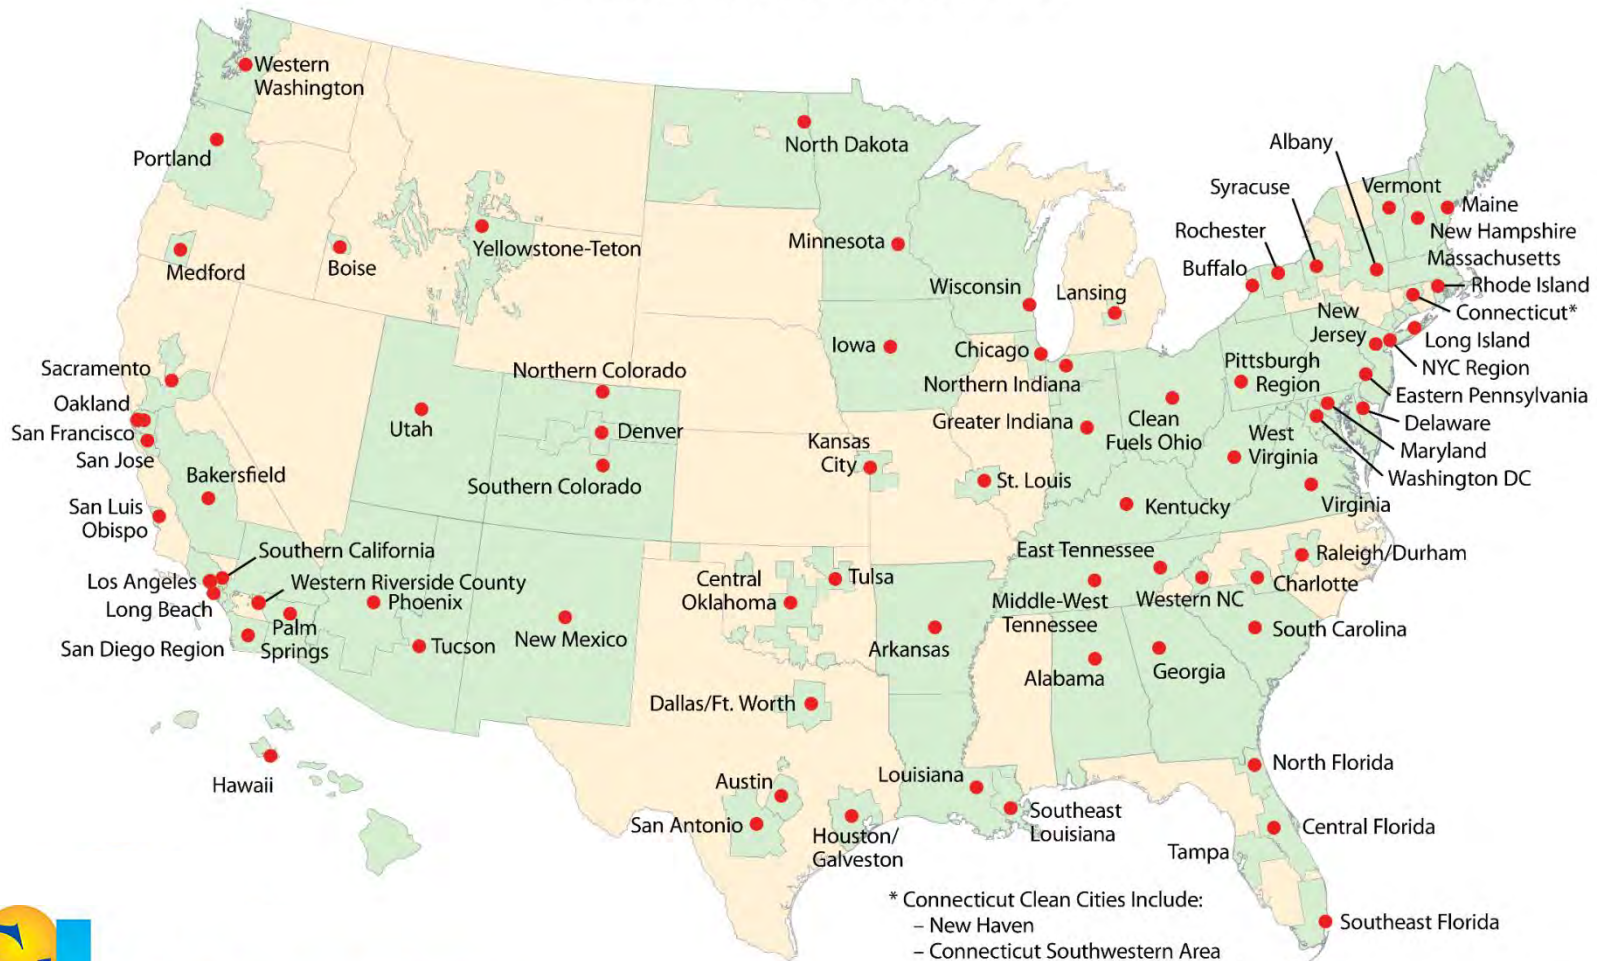 Western
Washington
Portland
North Dakota
Albany
Syracuse
Vermont
Maine
Rochester
New Hampshire
Massachusetts
Buffalo
Rhode Island
Connecticut*
Minnesota
Yellowstone-Teton
Medford
Boise
Wisconsin
Lansing
New
Jersey
Long Island
NYC Region
Iowa
Chicago
Northern Indiana
Pittsburgh
Region
Eastern Pennsylvania
Sacramento
Northern Colorado
Oakland
San Francisco
San Jose
Utah
Denver
Greater Indiana
Clean
Fuels Ohio
Delaware
Maryland
Washington DC
West
Virginia
Kansas
City
Bakersfield
Southern Colorado
St. Louis
Kentucky
Virginia
San Luis
Obispo
Southern California
East Tennessee
Raleigh/Durham
Los Angeles
Western Riverside County
Long Beach
Phoenix
Central
Oklahoma
Tulsa
Middle-West
Tennessee
Western NC
Charlotte
Palm
Springs
San Diego Region
Tucson
New Mexico
Arkansas
South Carolina
Alabama
Georgia
Dallas/Ft. Worth
Hawaii
Austin
Louisiana
North Florida
San Antonio
Houston/
Galveston
Southeast
Louisiana
Central Florida
Tampa
Southeast Florida
* Connecticut Clean Cities Include:
– New Haven
– Connecticut Southwestern Area